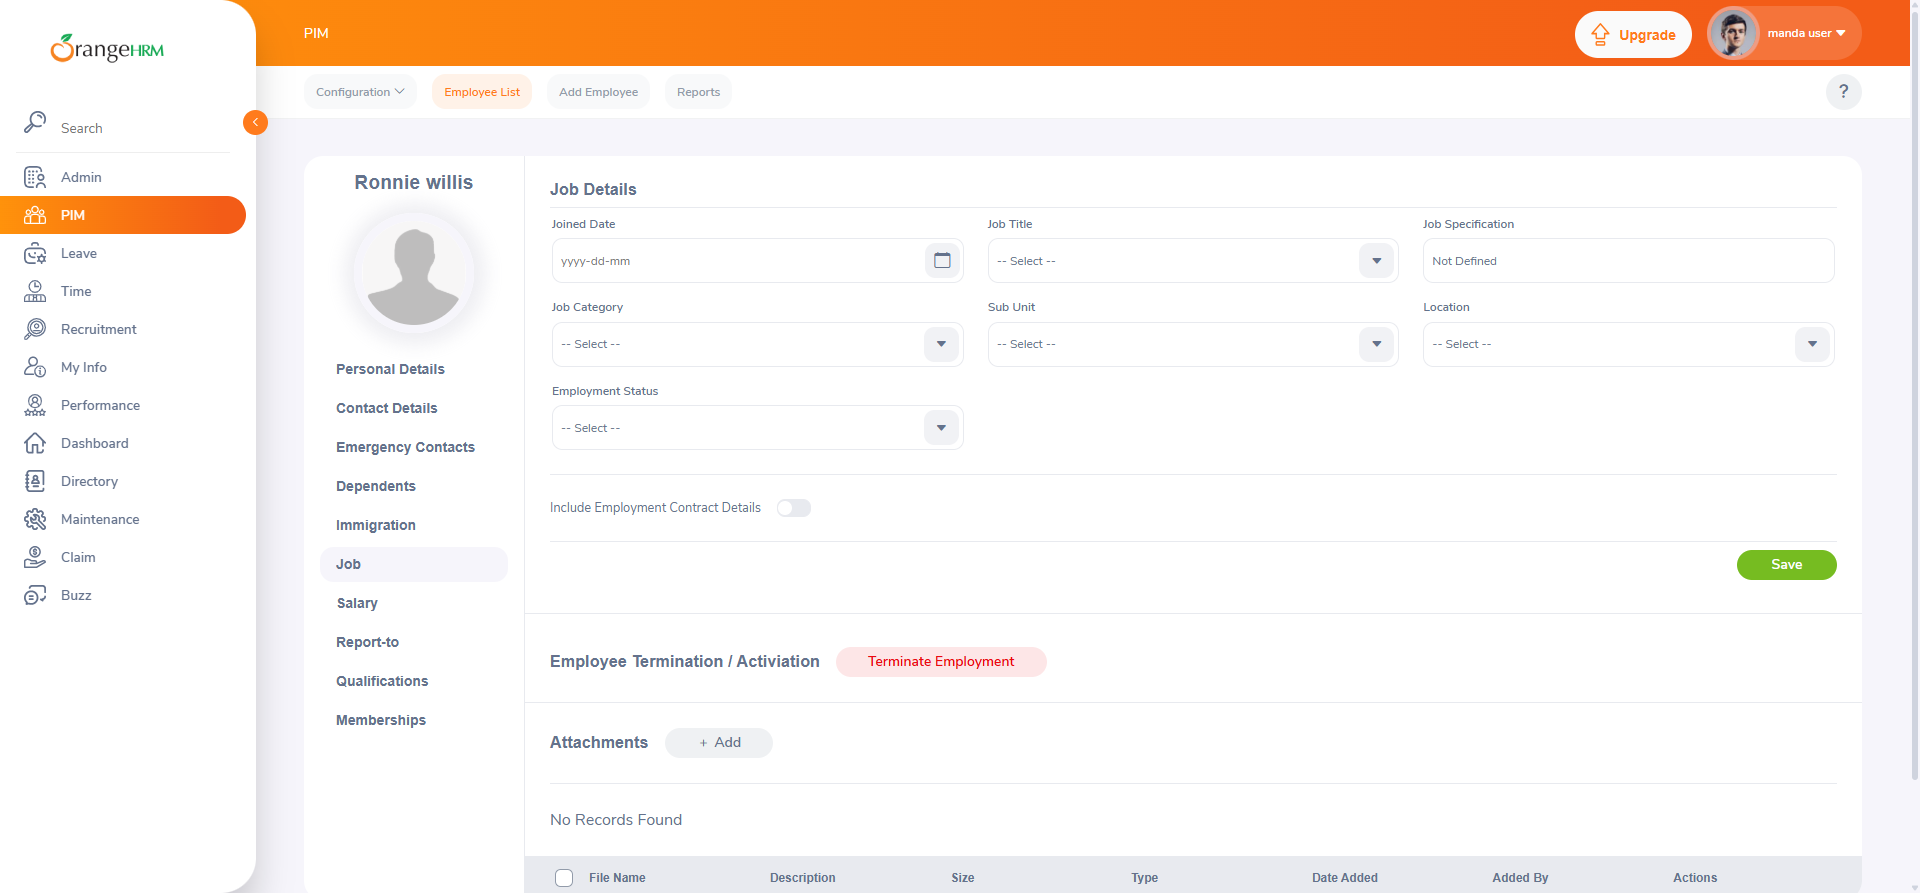 OrangeHRM
PIM
Upgrade
manda user
Configuration
Employee List
Add Employee
Reports
?
Search
Admin
PIM
Leave
Time
Recruitment
My Info
Performance
Dashboard
Directory
Maintenance
Claim
Buzz
Ronnie willis
Personal Details
Contact Details
Emergency Contacts
Dependents
Immigration
Job
Salary
Report-to
Qualifications
Memberships
Job Details
Joined Date
Job Title
Job Specification
yyyy-dd-mm
-- Select --
Not Defined
Job Category
Sub Unit
Location
-- Select --
-- Select --
-- Select --
Employment Status
-- Select --
Include Employment Contract Details
Save
Employee Termination / Activiation
Terminate Employment
Attachments
+ Add
No Records Found
File Name Description Size Type Date Added Added By Actions